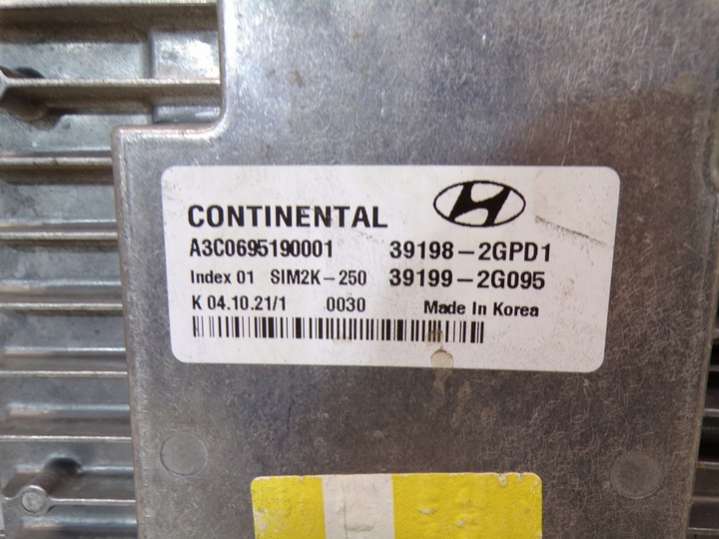 CONTINENTAL
A3C0695190001 39198-2GPD1
Index 01 SIM2K-250 39199-2G095
K 04.10.21/1 0030 Made In Korea